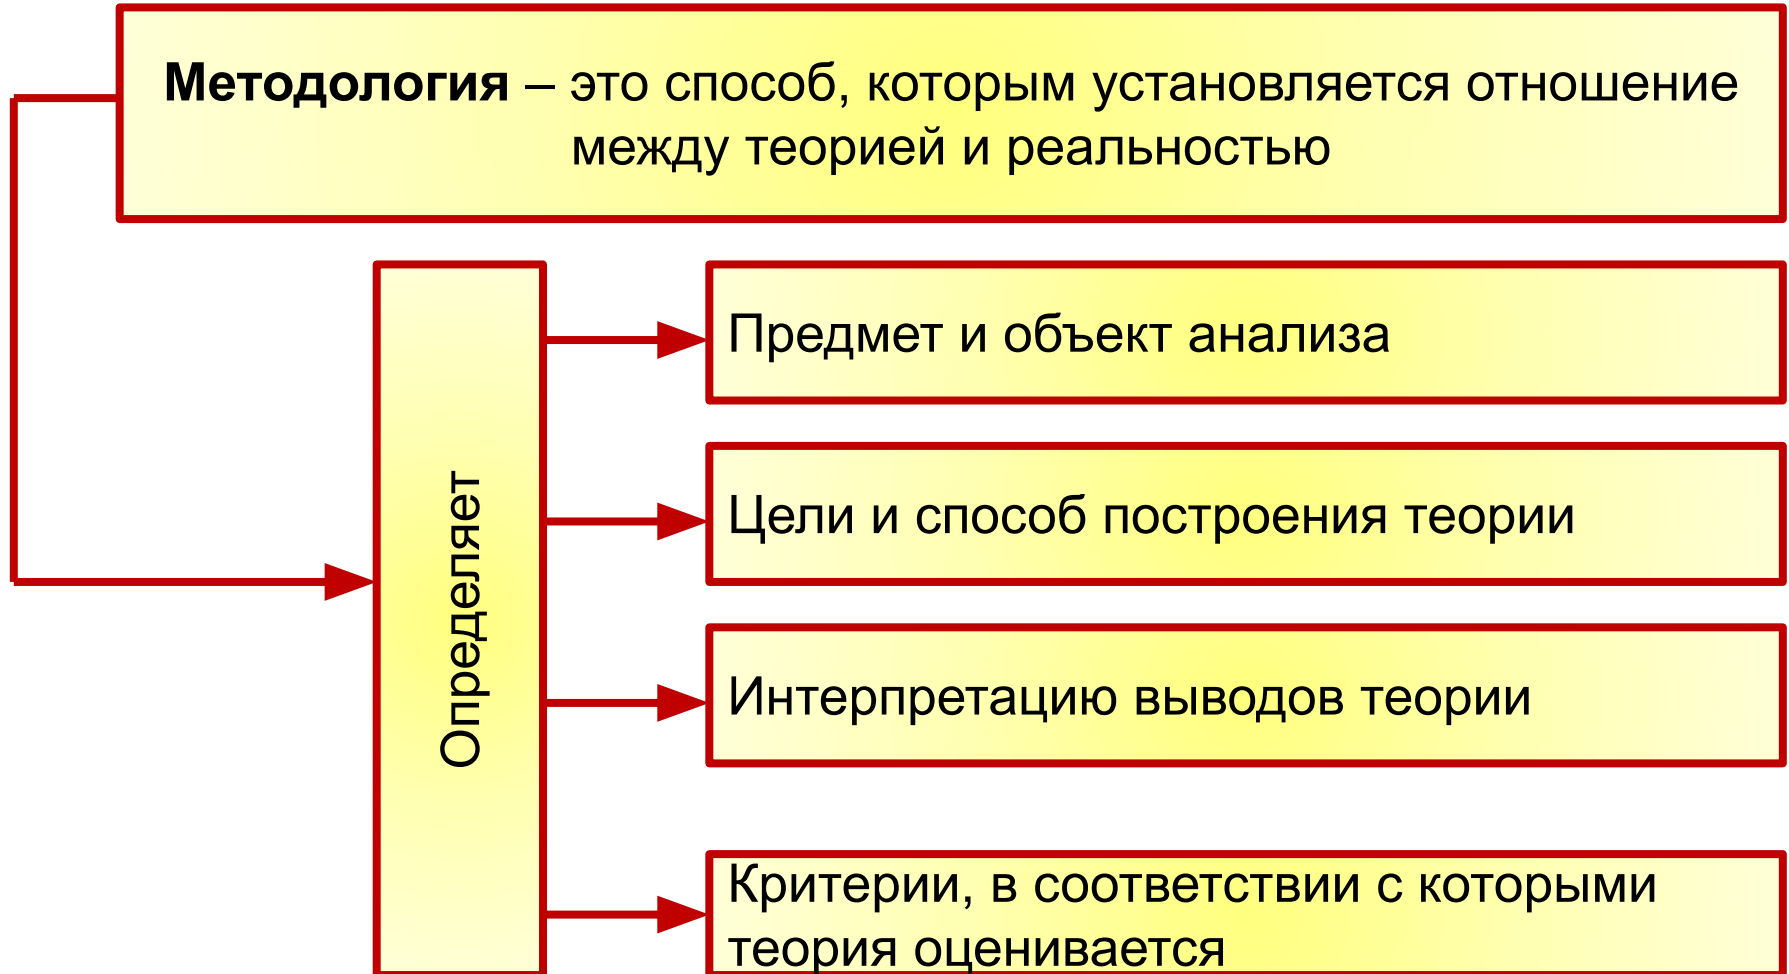 Методология – это способ, которым установляется отношение
между теорией и реальностью
Определяет
Предмет и объект анализа
Цели и способ построения теории
Интерпретацию выводов теории
Критерии, в соответствии с которыми
теория оценивается